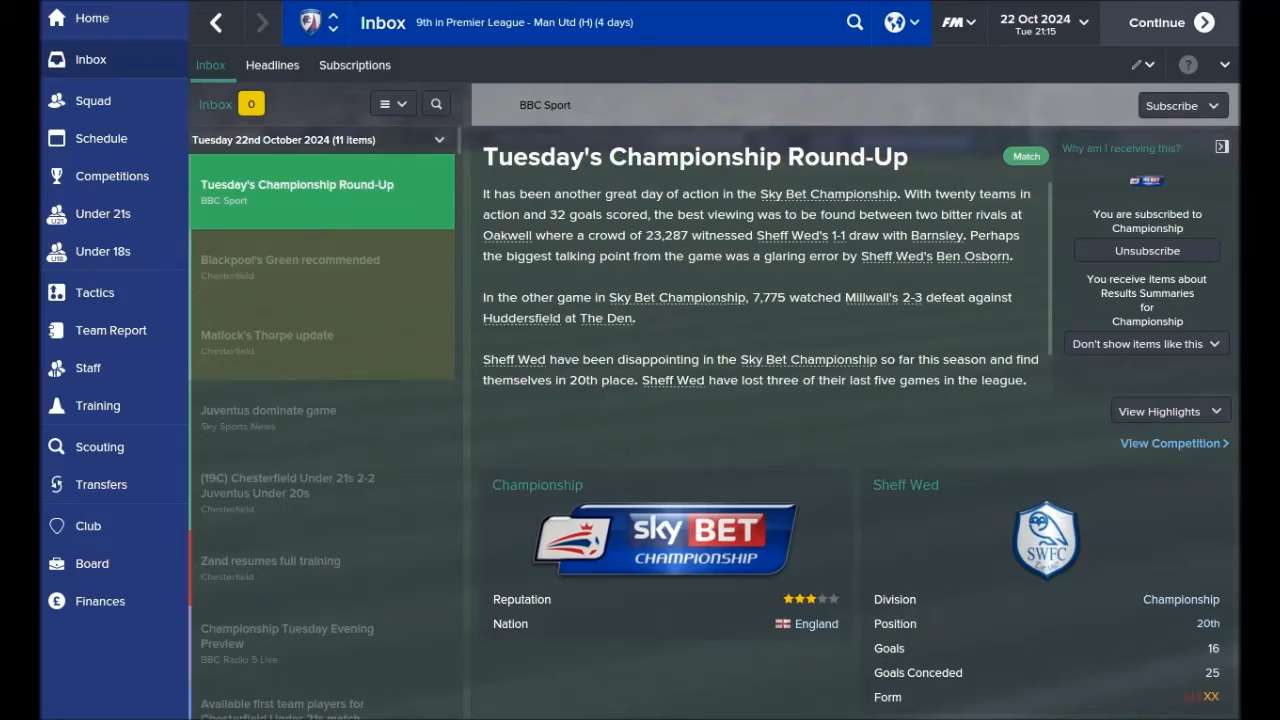 Home
Inbox
9th in Premier League - Man Utd (H) (4 days)
FM
22 Oct 2024
Tue 21:15
Continue
Inbox
Squad
Schedule
Competitions
Under 21s
Under 18s
Tactics
Team Report
Staff
Training
Scouting
Transfers
Club
Board
Finances
Inbox
Headlines
Subscriptions
?
Inbox
0
Tuesday 22nd October 2024 (11 items)
Tuesday's Championship Round-Up
BBC Sport
Blackpool's Green recommended
Chesterfield
Matlock's Thorpe update
Chesterfield
Juventus dominate game
Sky Sports News
(19C) Chesterfield Under 21s 2-2
Juventus Under 20s
Chesterfield
Zand resumes full training
Chesterfield
Championship Tuesday Evening
Preview
BBC Radio 5 Live
Available first team players for
Chesterfield Under 21s match
BBC Sport
Subscribe
Tuesday's Championship Round-Up
Match
It has been another great day of action in the Sky Bet Championship. With twenty teams in
action and 32 goals scored, the best viewing was to be found between two bitter rivals at
Oakwell where a crowd of 23,287 witnessed Sheff Wed's 1-1 draw with Barnsley. Perhaps
the biggest talking point from the game was a glaring error by Sheff Wed's Ben Osborn.
In the other game in Sky Bet Championship, 7,775 watched Millwall's 2-3 defeat against
Huddersfield at The Den.
Sheff Wed have been disappointing in the Sky Bet Championship so far this season and find
themselves in 20th place. Sheff Wed have lost three of their last five games in the league.
Why am I receiving this?
You are subscribed to
Championship
Unsubscribe
You receive items about
Results Summaries
for
Championship
Don't show items like this
View Highlights
View Competition
Championship
sky BET
CHAMPIONSHIP
Reputation
Nation
England
Sheff Wed
SWFC
Division
Championship
Position
20th
Goals
16
Goals Conceded
25
Form
LLLXX